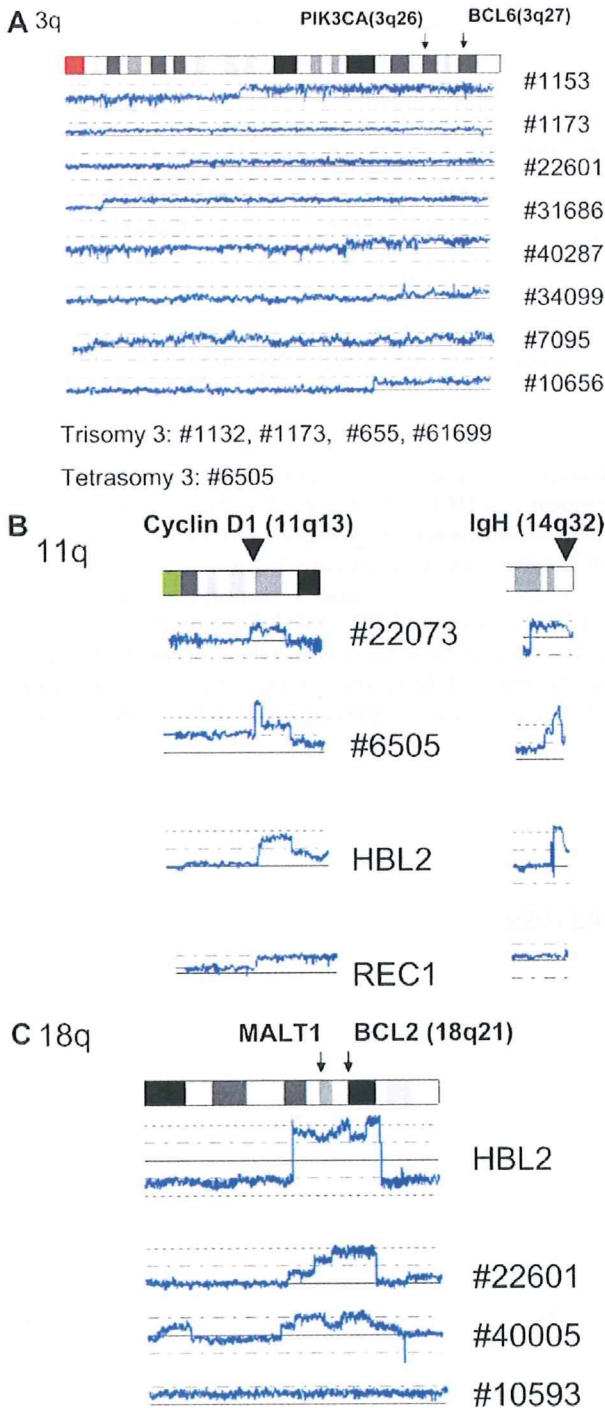 PIK3CA(3q26) BCL6(3q27)
A 3q
#1153
#1173
#22601
#31686
#40287
#34099
#7095
#10656
Trisomy 3: #1132, #1173, #655, #61699
Tetrasomy 3: #6505
B 11q
Cyclin D1 (11q13) IgH (14q32)
#22073
#6505
HBL2
REC1
C 18q
MALT1 BCL2 (18q21)
HBL2
#22601
#40005
#10593